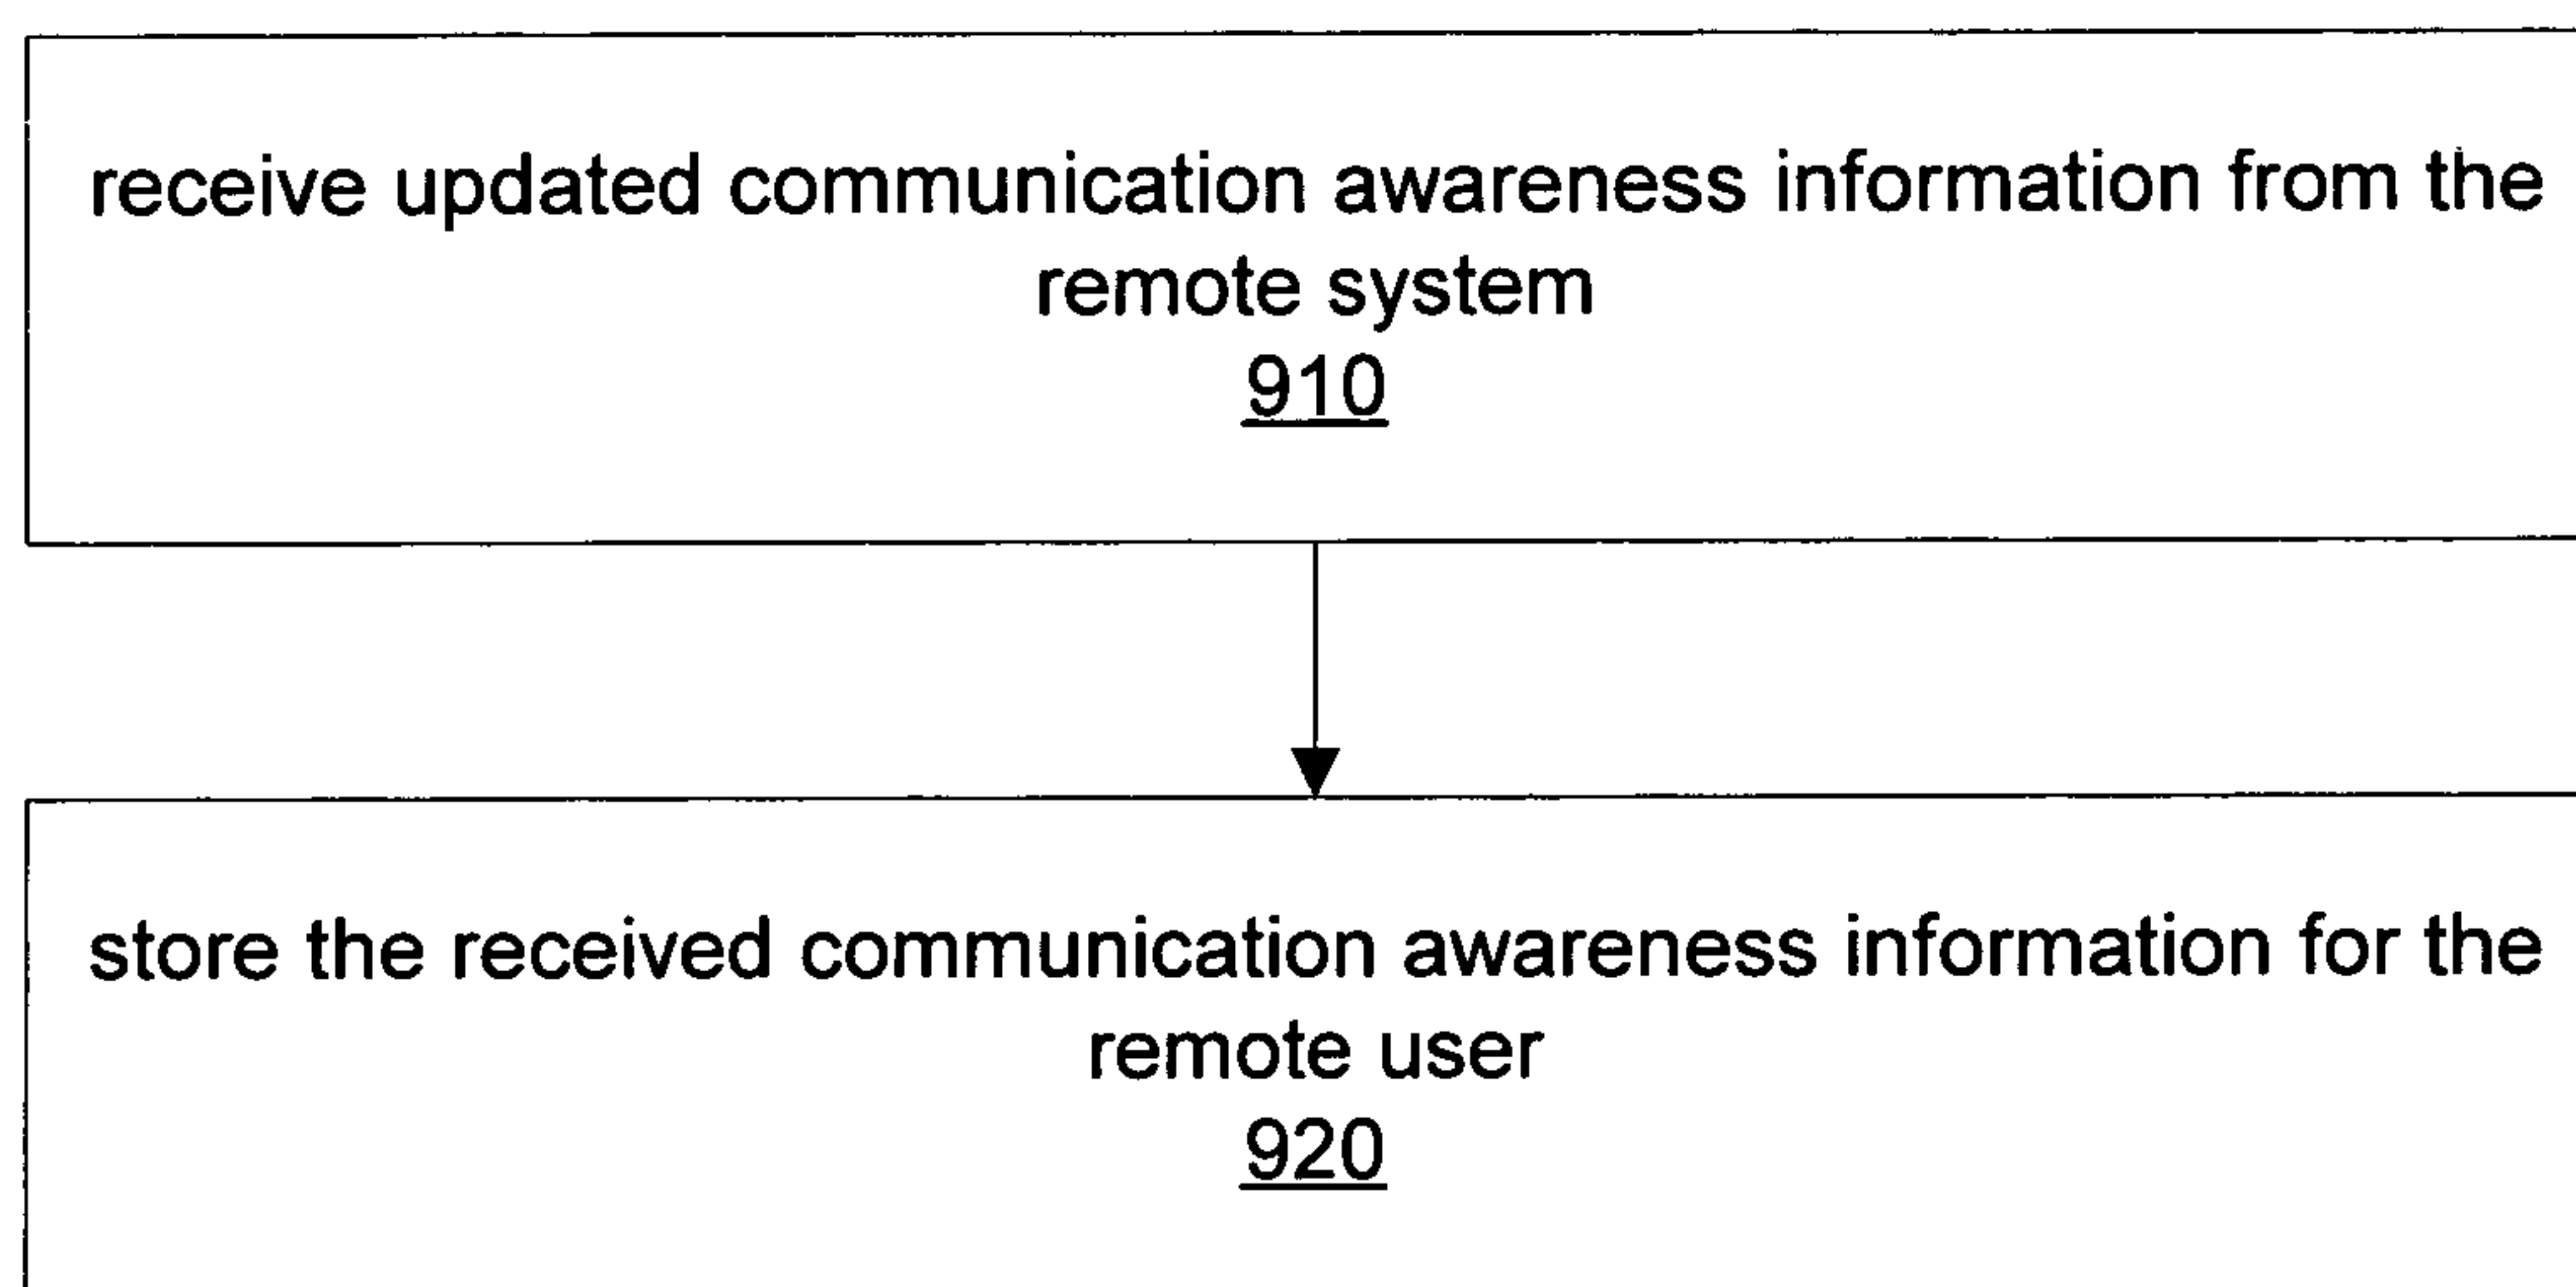 receive updated communication awareness information from the
remote system
910
store the received communication awareness information for the
remote user
920